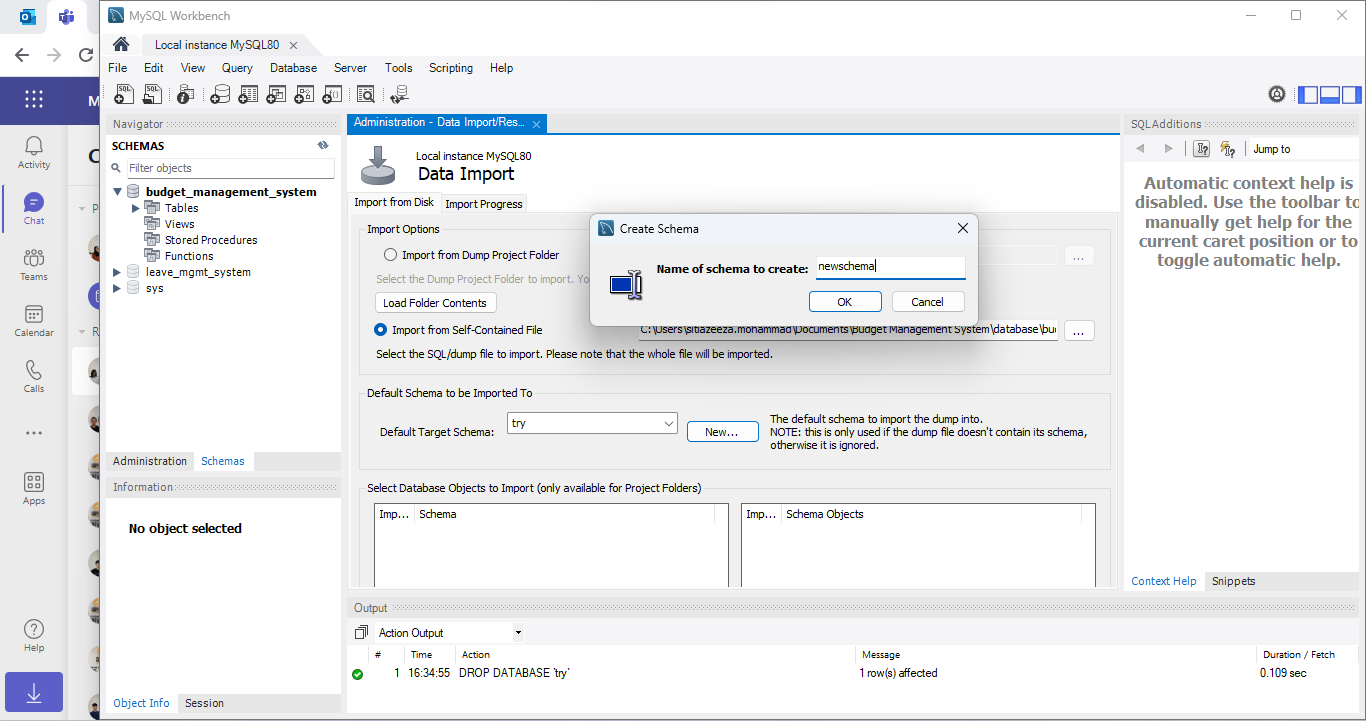 MySQL Workbench
Local instance MySQL80
File Edit View Query Database Server Tools Scripting Help
Navigator
SCHEMAS
Filter objects
budget_management_system
Tables
Views
Stored Procedures
Functions
leave_mgmt_system
sys
Administration Schemas
Information
No object selected
Object Info Session
Activity
Chat
Teams
Calendar
Calls
Apps
Help
Administration - Data Import/Res...
Local instance MySQL80
Data Import
Import from Disk Import Progress
Import Options
Import from Dump Project Folder
...
Select the Dump Project Folder to import. Yo
Load Folder Contents
Import from Self-Contained File
C:\Users\sitiazeeza.mohammad\Documents\Budget Management System\database\bu
...
Select the SQL/dump file to import. Please note that the whole file will be imported.
Create Schema
Name of schema to create: newschema
OK Cancel
Default Schema to be Imported To
Default Target Schema: try New...
The default schema to import the dump into.
NOTE: this is only used if the dump file doesn't contain its schema,
otherwise it is ignored.
Select Database Objects to Import (only available for Project Folders)
Imp... Schema
Imp... Schema Objects
SQLAdditions
Jump to
Automatic context help is
disabled. Use the toolbar to
manually get help for the
current caret position or to
toggle automatic help.
Context Help Snippets
Output
Action Output
# Time Action Message Duration / Fetch
1 16:34:55 DROP DATABASE `try` 1 row(s) affected 0.109 sec